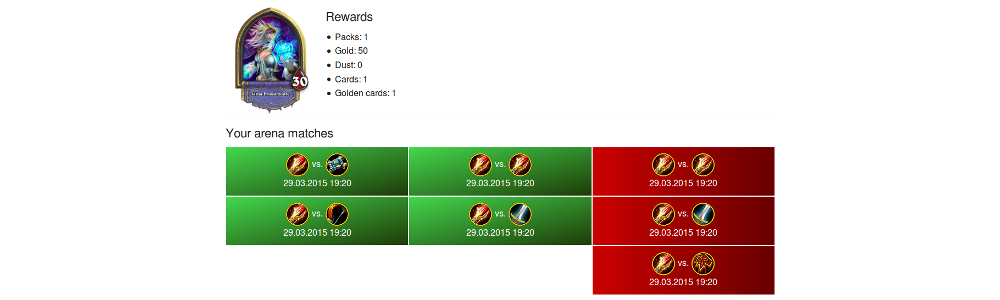 Rewards
Packs: 1
Gold: 50
Dust: 0
Cards: 1
Golden cards: 1
30
Jaina Proudmoore
Your arena matches
vs.
29.03.2015 19:20
vs.
29.03.2015 19:20
vs.
29.03.2015 19:20
vs.
29.03.2015 19:20
vs.
29.03.2015 19:20
vs.
29.03.2015 19:20
vs.
29.03.2015 19:20